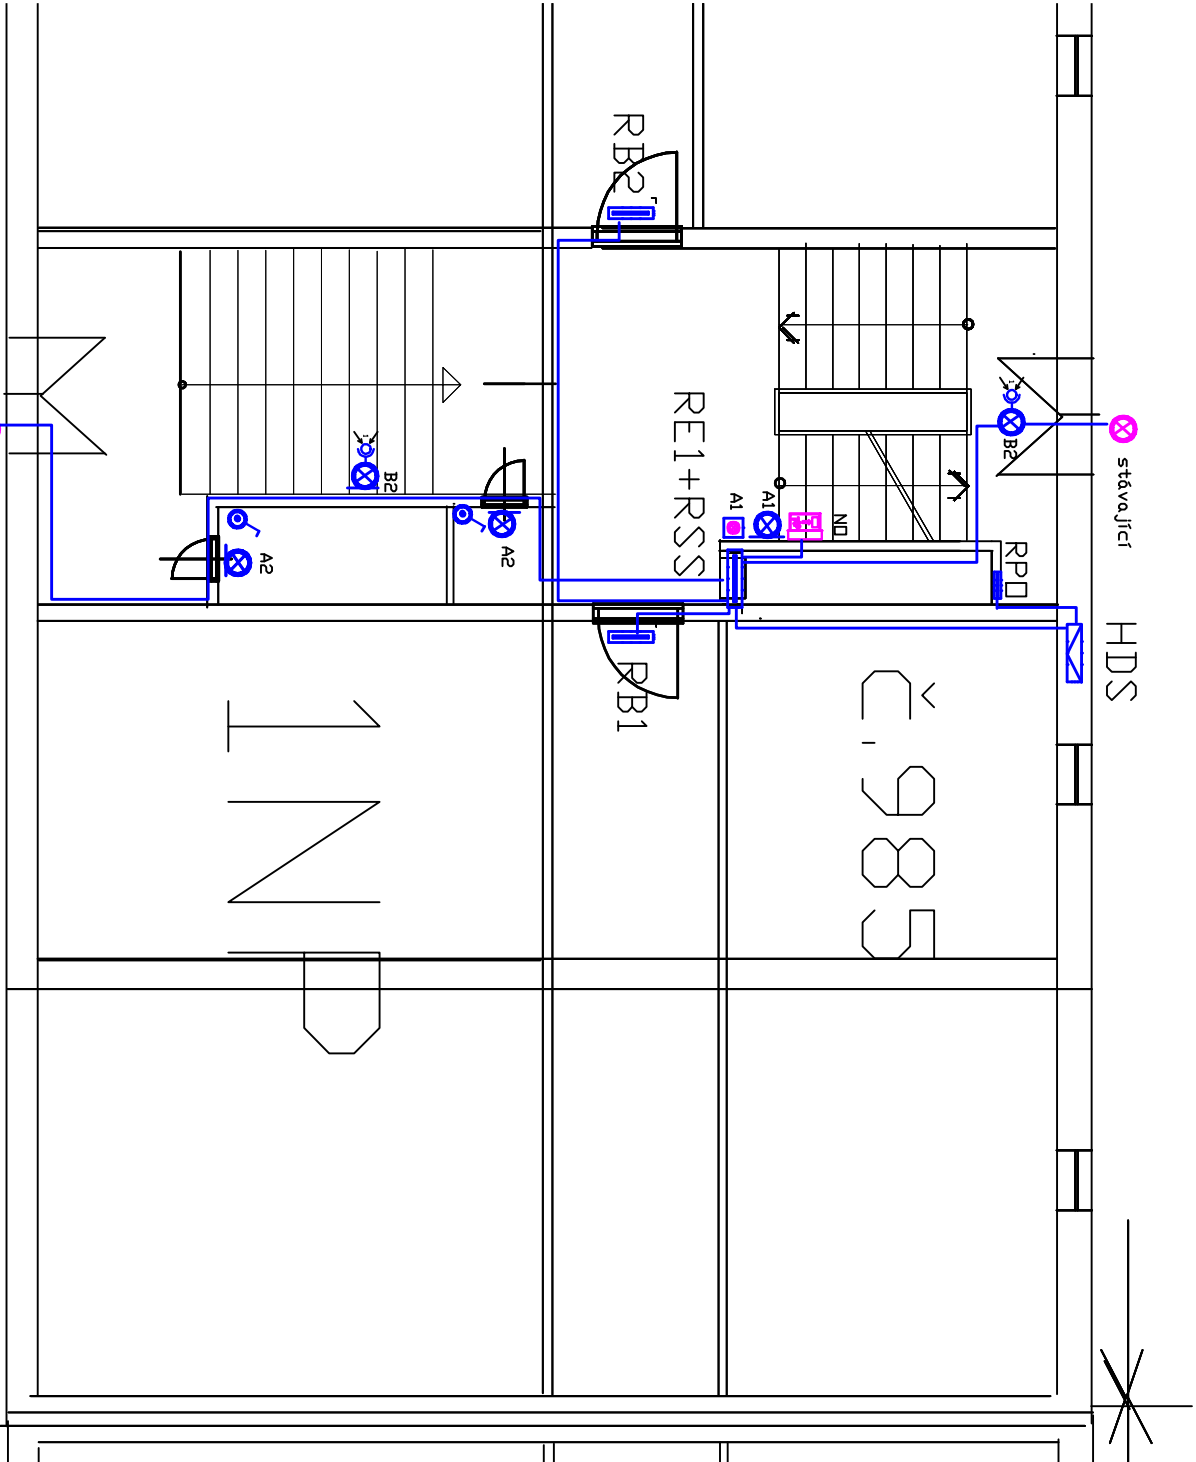 stávající
HDS
B2
RPO
Č.985
NO
A1
A1
RE1+RSS
RB2
RB1
A2
B2
1NP
A2